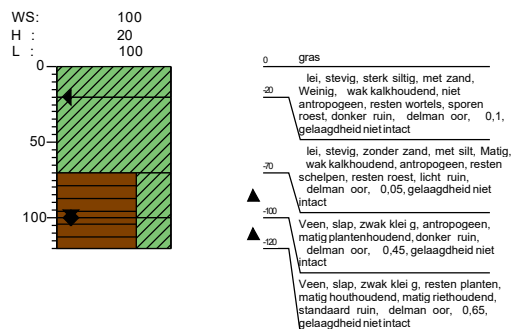 WS: 100
H : 20
L : 100
0
50
100
0 gras
-20
lei, stevig, sterk siltig, met zand,
Weinig, wak kalkhoudend, niet
antropogeen, resten wortels, sporen
roest, donker ruin, delman oor, 0,1,
gelaagdheid niet intact
-70
lei, stevig, zonder zand, met silt, Matig,
wak kalkhoudend, antropogeen, resten
schelpen, resten roest, licht ruin,
delman oor, 0,05, gelaagdheid niet
intact
-100
Veen, slap, zwak klei g, antropogeen,
matig plantenhoudend, donker ruin,
delman oor, 0,45, gelaagdheid niet
intact
-120
Veen, slap, zwak klei g, resten planten,
matig houthoudend, matig riethoudend,
standaard ruin, delman oor, 0,65,
gelaagdheid niet intact